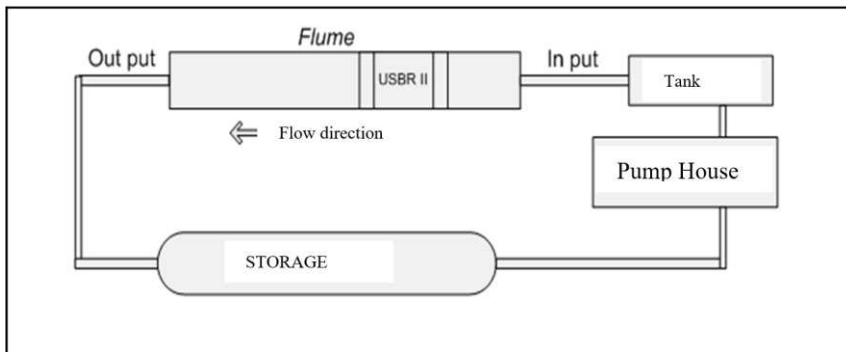 Flume
Out put
In put
USBR II
Tank
Flow direction
Pump House
STORAGE